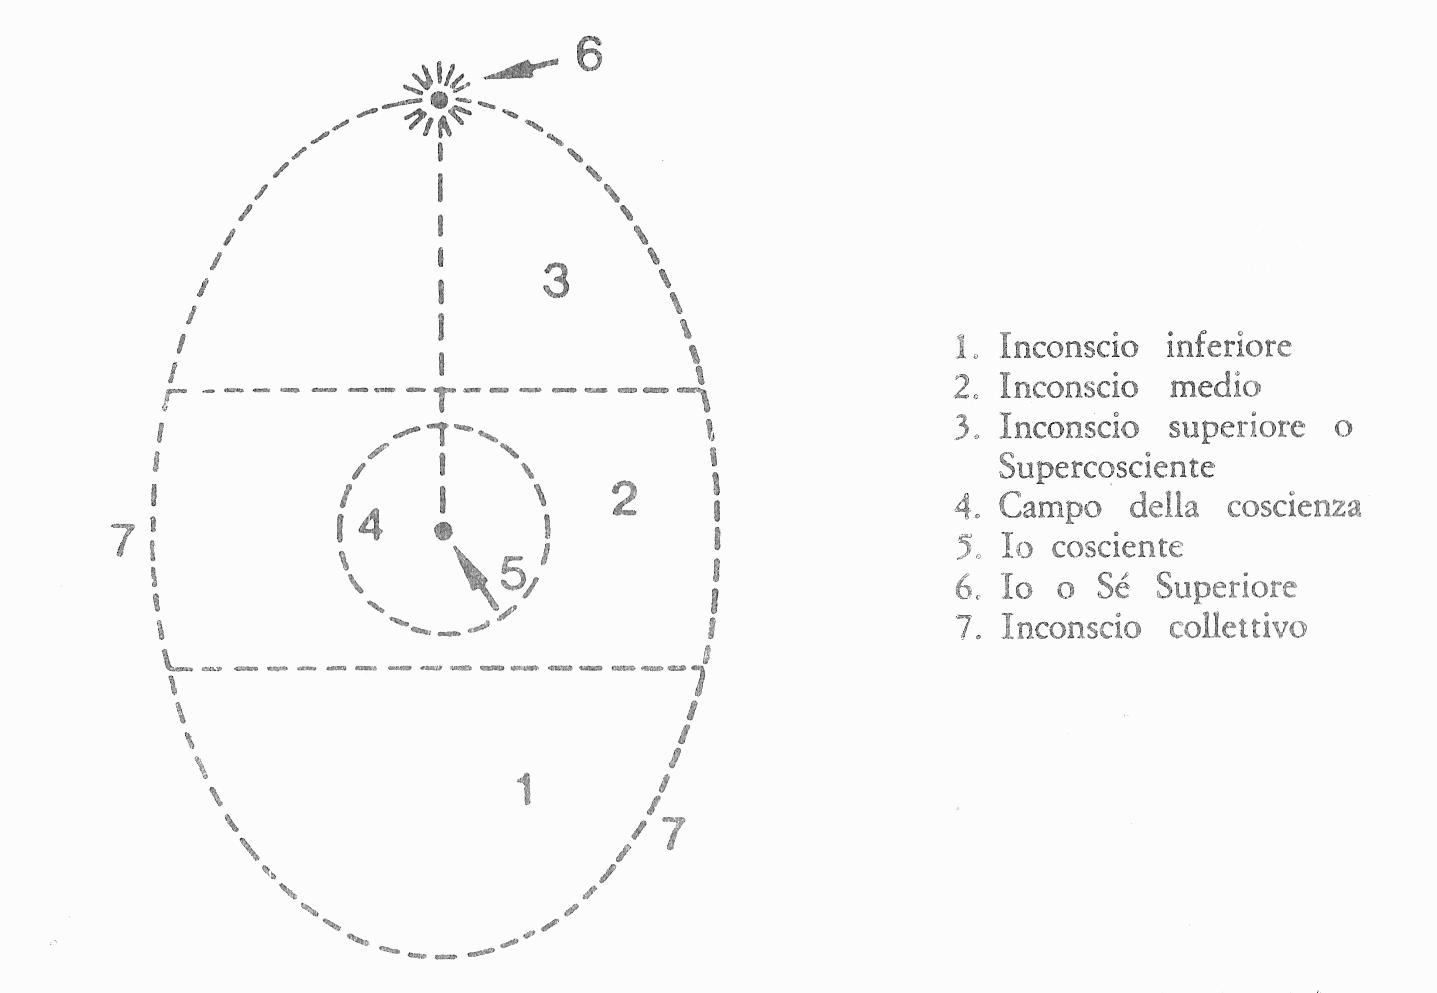 6
3
2
4
7
5
1
7
1. Inconscio inferiore
2. Inconscio medio
3. Inconscio superiore o
Supercosciente
4. Campo della coscienza
5. Io cosciente
6. Io o Sé Superiore
7. Inconscio collettivo